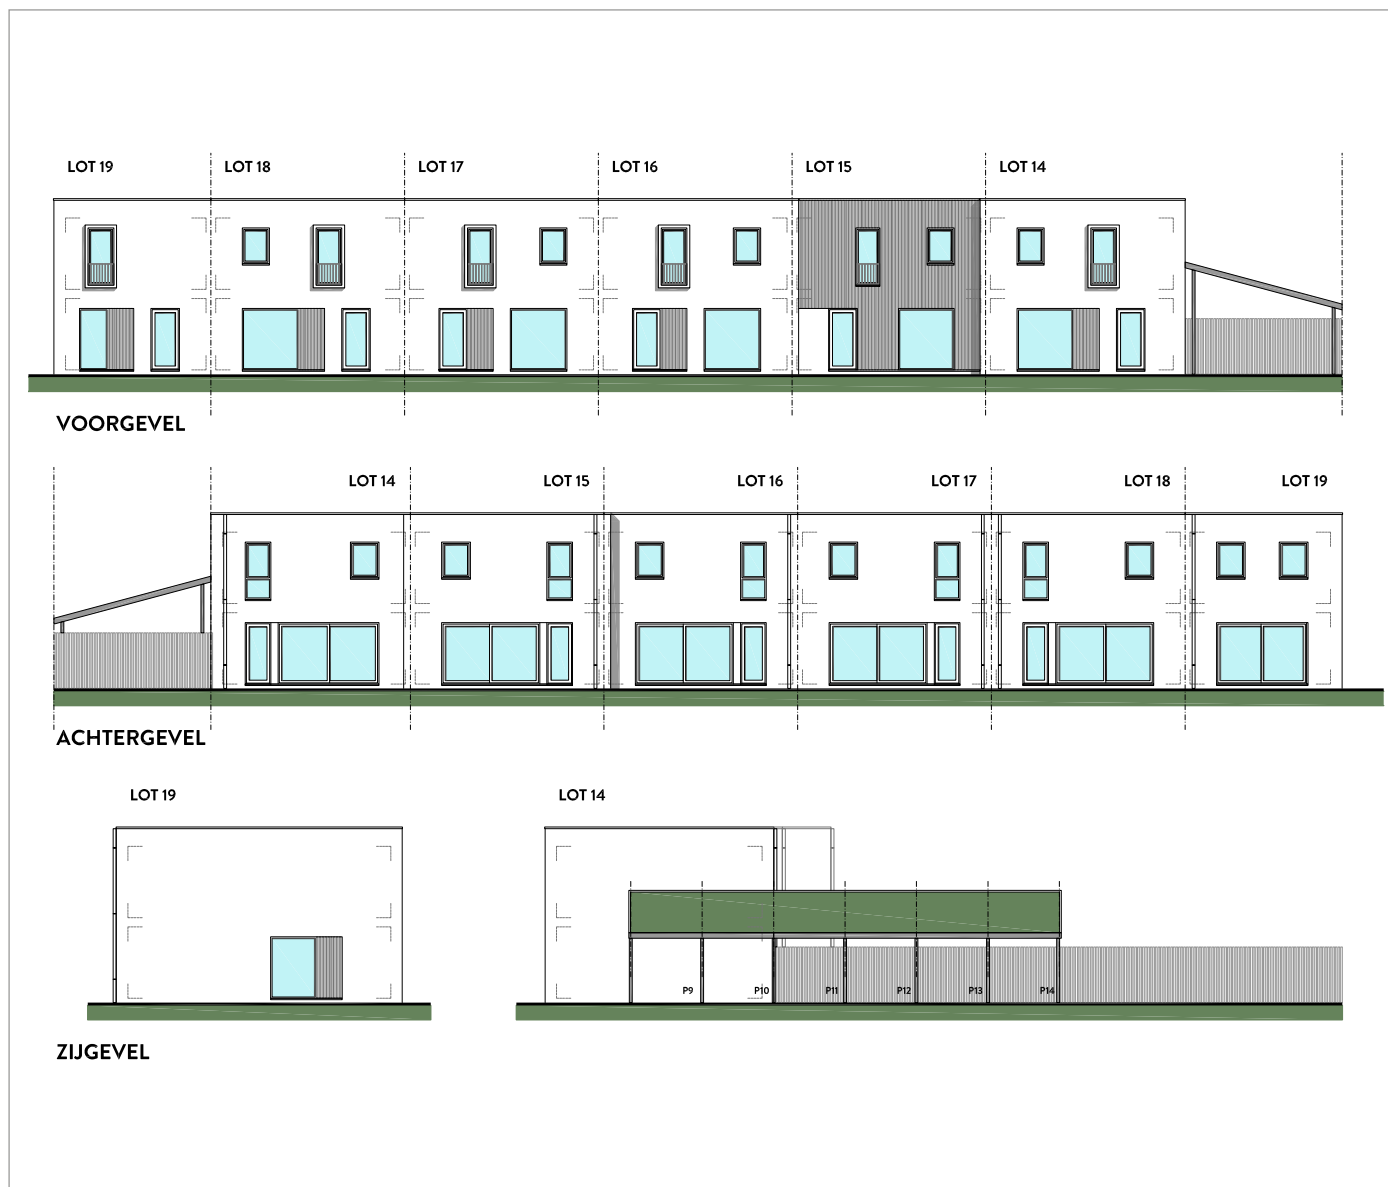 LOT 19 LOT 18 LOT 17 LOT 16 LOT 15 LOT 14
VOORGEVEL
LOT 14 LOT 15 LOT 16 LOT 17 LOT 18 LOT 19
ACHTERGEVEL
LOT 19 LOT 14
P9 P10 P11 P12 P13 P14
ZIJGEVEL